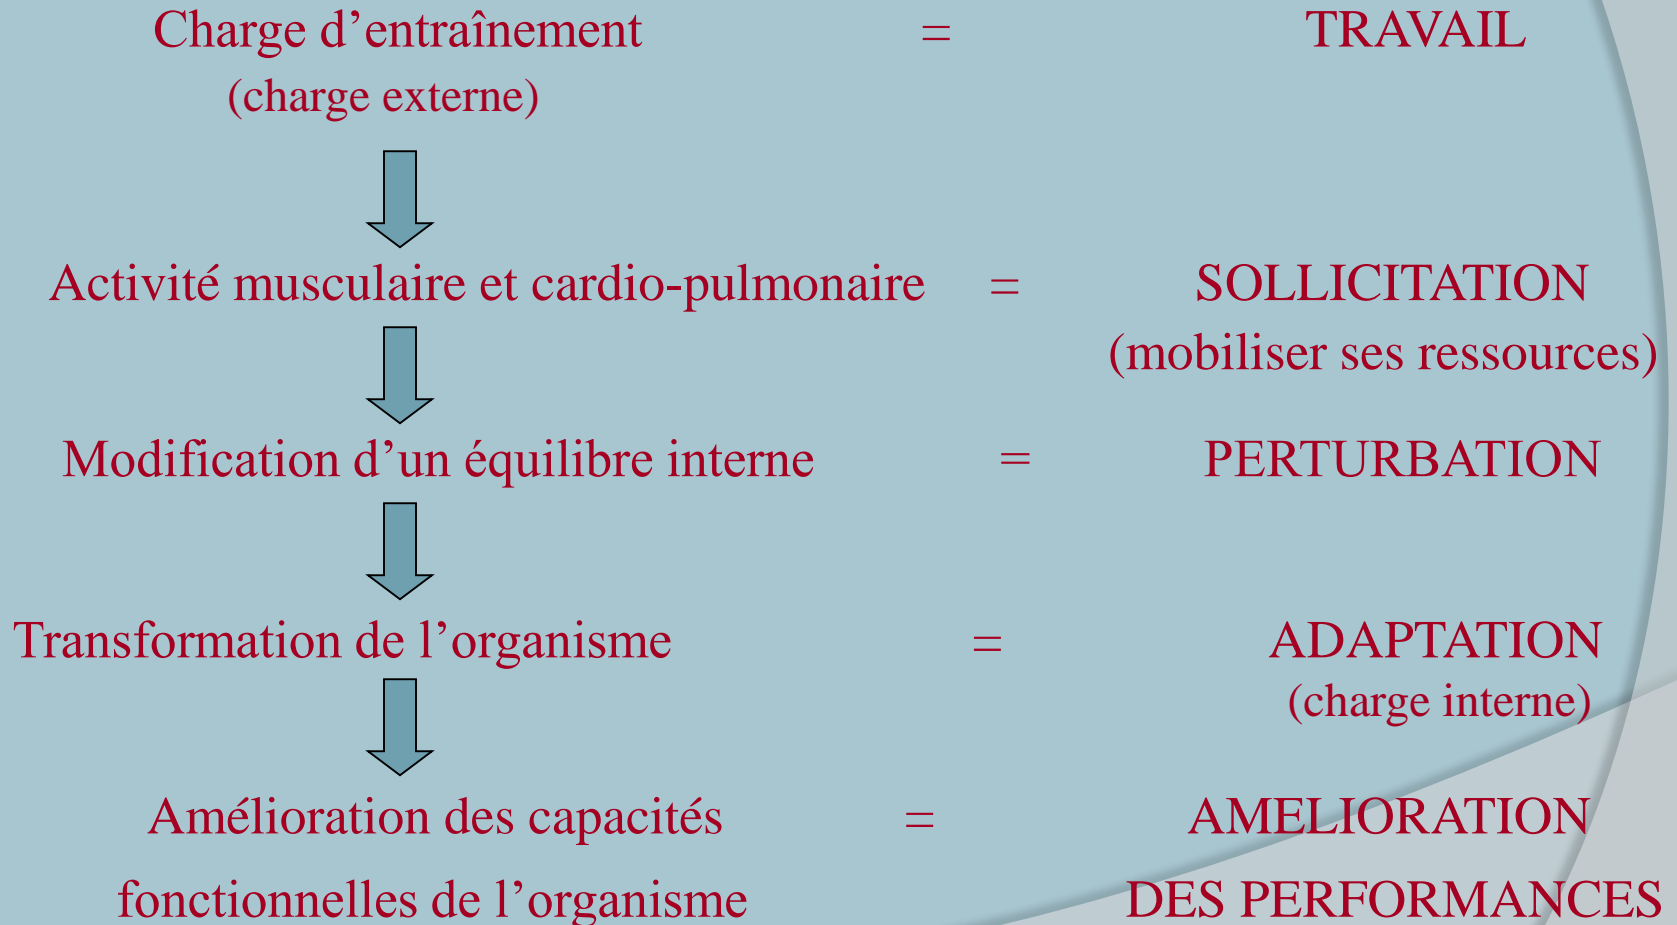 Charge d’entraînement = TRAVAIL
(charge externe)
Activité musculaire et cardio-pulmonaire = SOLLICITATION
(mobiliser ses ressources)
Modification d’un équilibre interne = PERTURBATION
Transformation de l’organisme = ADAPTATION
(charge interne)
Amélioration des capacités = AMELIORATION
fonctionnelles de l’organisme DES PERFORMANCES